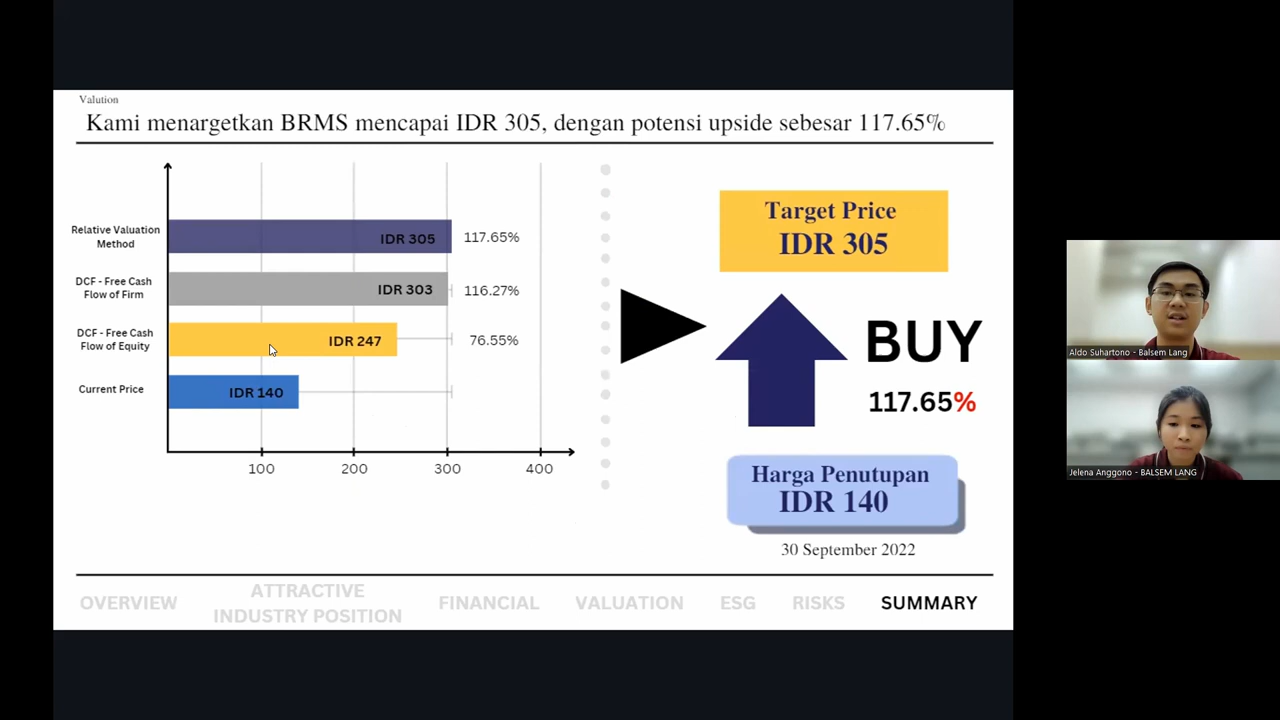 Valution
Kami menargetkan BRMS mencapai IDR 305, dengan potensi upside sebesar 117.65%
Relative Valuation
Method
IDR 305
117.65%
DCF - Free Cash
Flow of Firm
IDR 303
116.27%
DCF - Free Cash
Flow of Equity
IDR 247
76.55%
Current Price
IDR 140
100
200
300
400
Target Price
IDR 305
BUY
117.65%
Harga Penutupan
IDR 140
30 September 2022
OVERVIEW
ATTRACTIVE
INDUSTRY POSITION
FINANCIAL
VALUATION
ESG
RISKS
SUMMARY
Aldo Suhartono - Balsem Lang
Jelena Anggono - BALSEM LANG